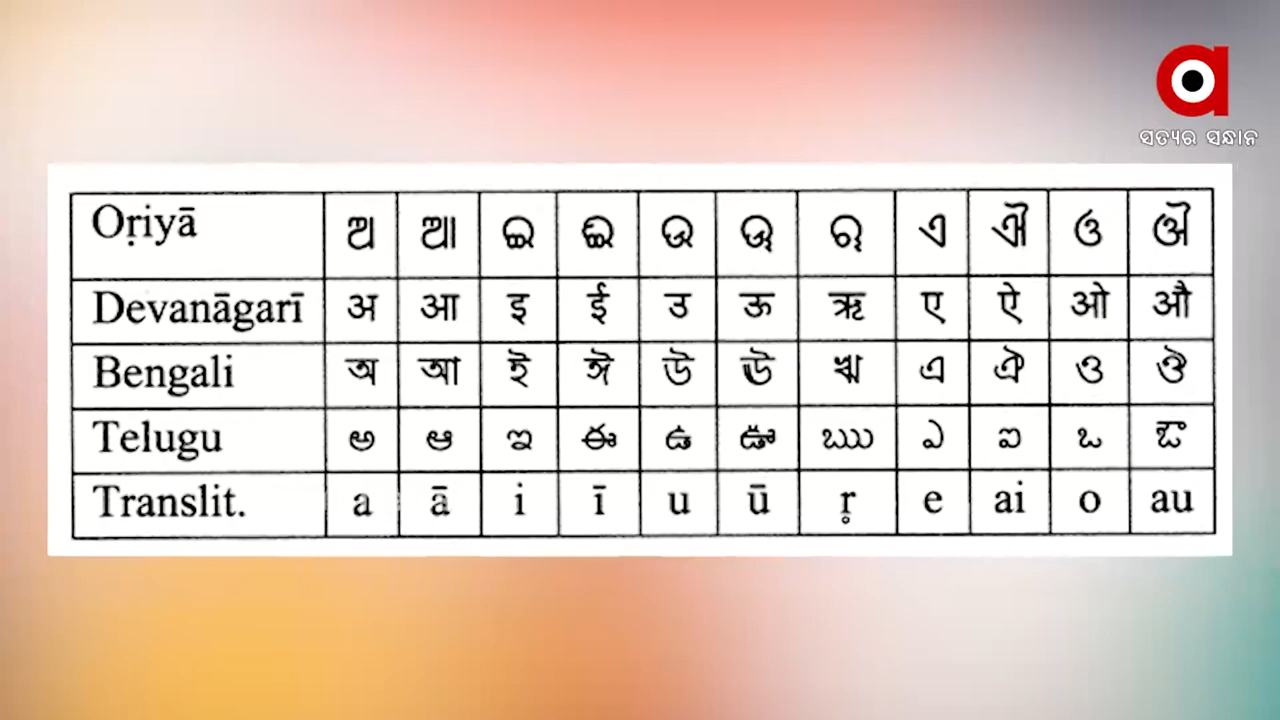 ସତ୍ୟର ସନ୍ଧାନ
Oṛiyā ଅ ଆ ଇ ଈ ଉ ଊ ଋ ଏ ଐ ଓ ଔ
Devanāgarī अ आ इ ई उ ऊ ऋ ए ऐ ओ औ
Bengali অ আ ই ঈ উ ঊ ঋ এ ঐ ও ঔ
Telugu అ ఆ ఇ ఈ ఉ ఊ ఋ ఎ ఐ ఒ ఔ
Translit. a ā i ī u ū r̥ e ai o au